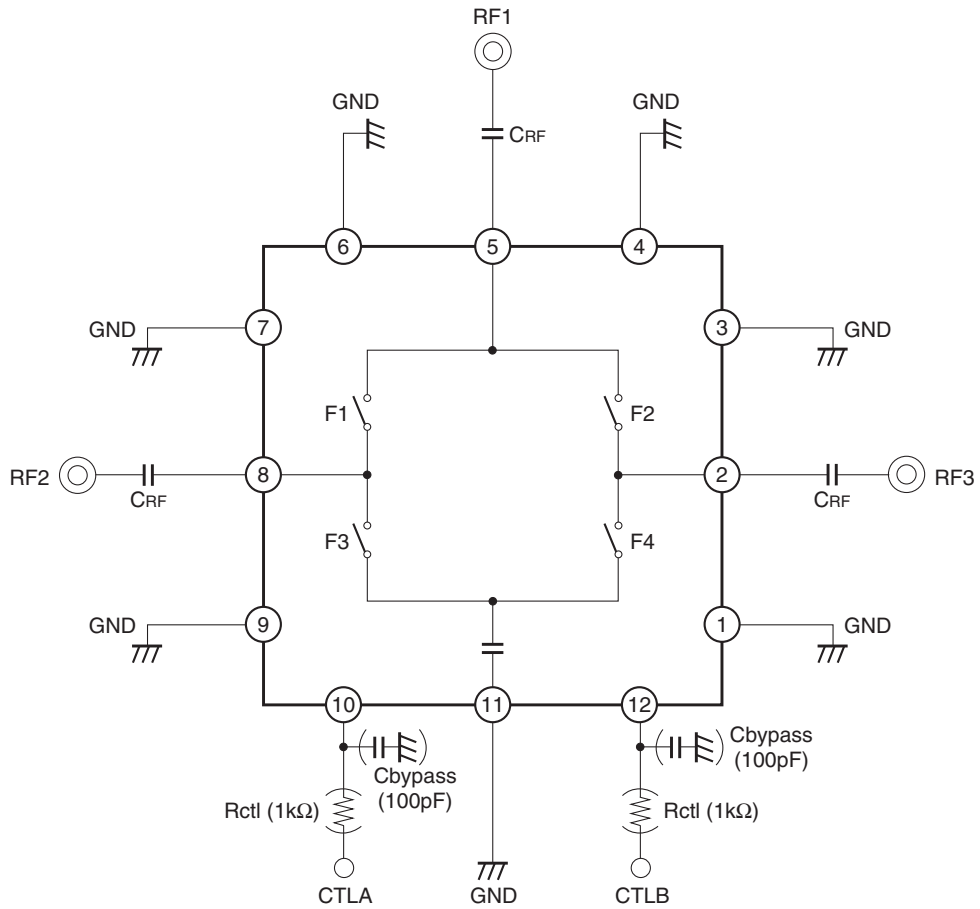 RF1
GND
CRF
GND
6
5
4
GND
7
3
GND
F1
F2
RF2
CRF
8
2
CRF
RF3
F3
F4
GND
9
1
GND
10
11
12
Cbypass
(100pF)
Cbypass
(100pF)
Rctl (1kΩ)
Rctl (1kΩ)
CTLA
GND
CTLB